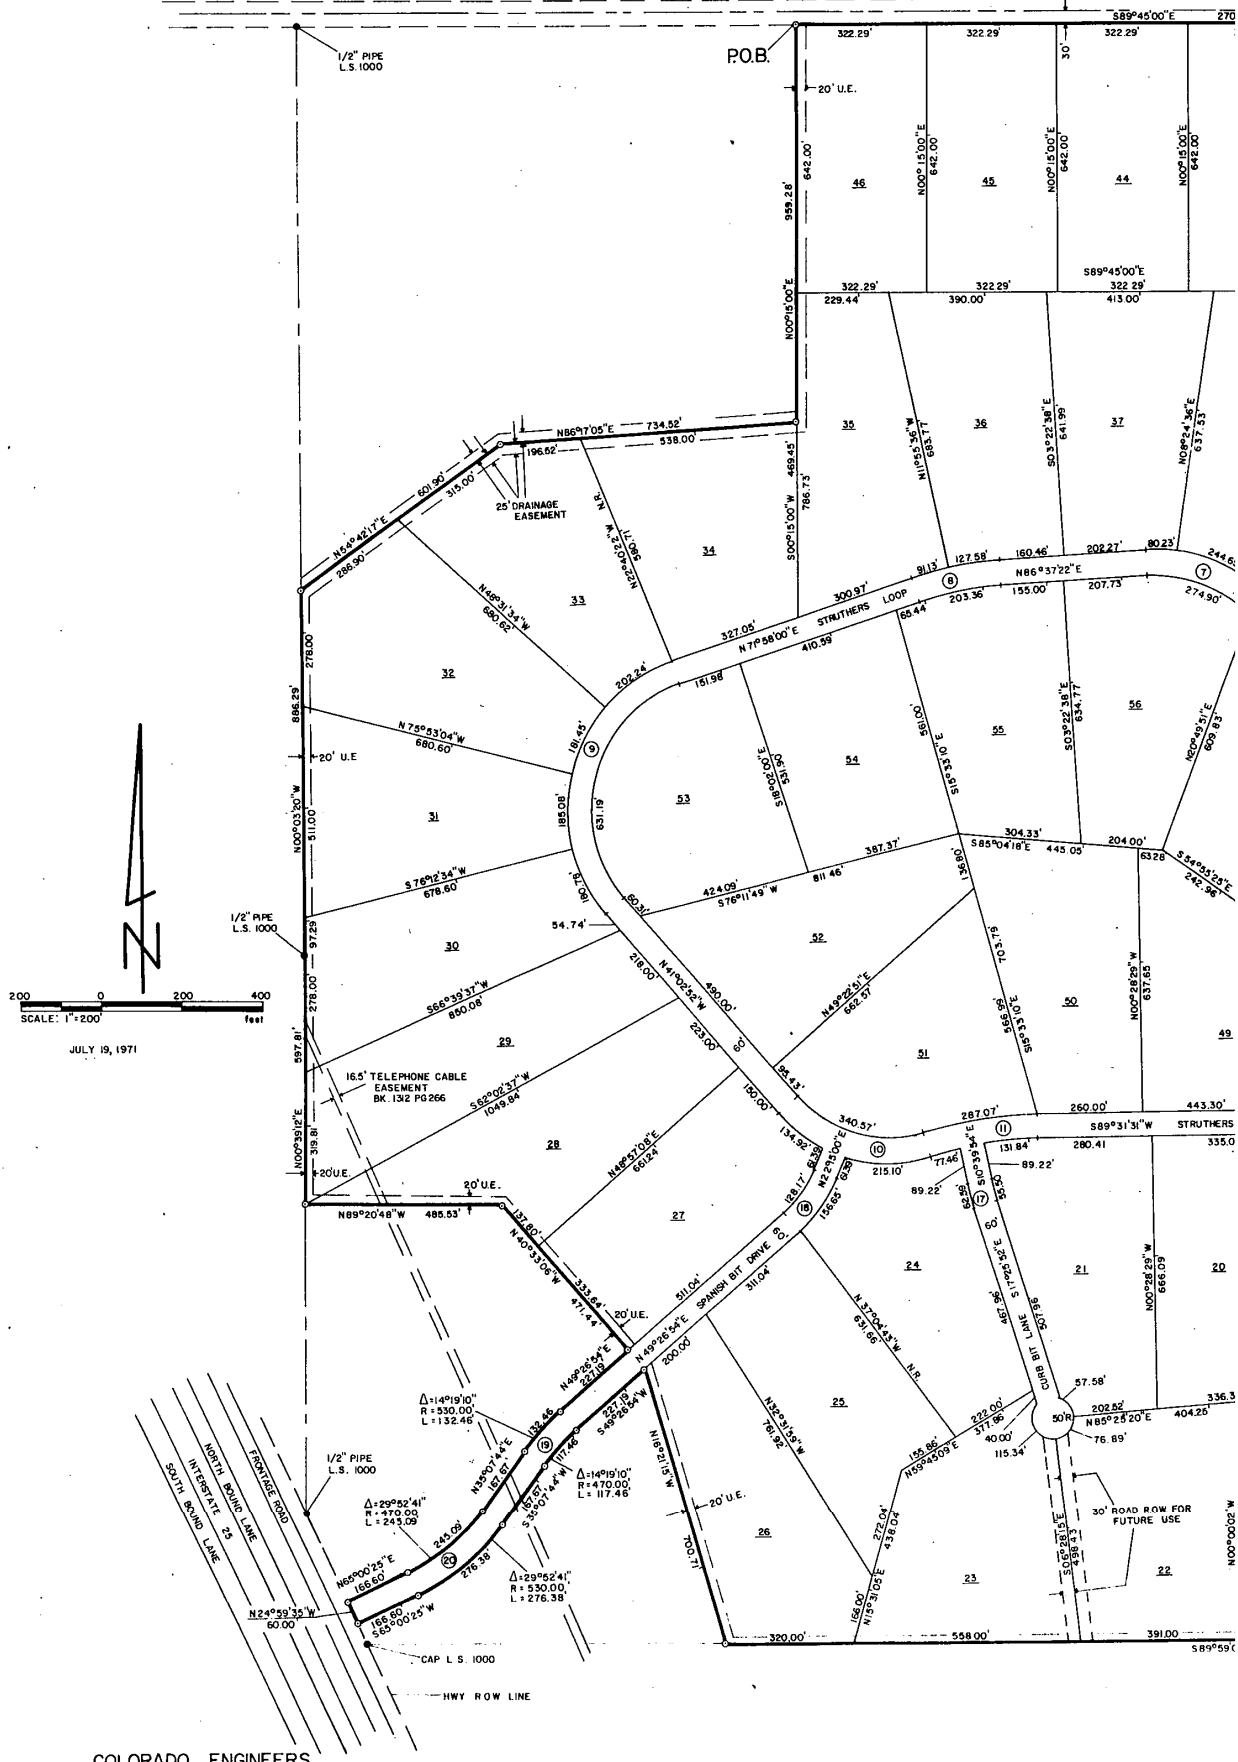 S89°45'00"E 270
322.29' 322.29' 322.29'
30'
1/2" PIPE
L.S. 1000
P.O.B.
20' U.E.
642.00'
N00°15'00"E
642.00'
N00°15'00"E
642.00'
N00°15'00"E
642.00'
46
45
44
959.28'
N00°15'00"E
S89°45'00"E
322.29' 322.29' 322.29'
229.44' 390.00' 413.00'
N86°17'05"E 734.52'
196.52' 538.00'
469.45'
S00°15'00"W 786.73'
35
36
37
N11°55'36"W
683.77'
S03°22'38"E
641.99'
N08°24'36"E
637.53'
601.90'
315.00'
N54°42'17"E
286.90'
25' DRAINAGE
EASEMENT
N22°40'22"W N.R.
580.71'
34
33
N48°31'34"W
680.62'
32
278.00'
886.29'
N75°53'04"W
680.60'
20' U.E
N00°03'20"W
511.00'
31
S76°12'34"W
678.60'
91.13' 127.58' 160.46' 202.27' 80.23' 244.6
8
N86°37'22"E
7
300.97'
STRUTHERS LOOP
65.44' 203.36' 155.00' 207.73' 274.90'
327.05'
N71°58'00"E
410.59
202.24'
151.98'
181.45'
9
185.08'
631.19'
180.79'
60.31'
53
S18°02'00"E
531.90
54
561.00'
S15°33'10"E
55
S03°22'38"E
634.77'
56
N20°49'51"E
609.83'
304.33' 204.00'
S85°04'18"E 445.05' 63.28
S54°55'25"E
242.96'
387.37'
424.09' 811.46'
S76°11'49"W
136.80'
1/2" PIPE
L.S. 1000
97.29
30
54.74'
52
703.79'
S66°39'37"W
850.08'
278.00'
218.00'
N41°02'52"W
490.00'
N49°22'51"E
662.57'
S15°33'10"E
566.99'
50
N00°28'29"W
637.65'
49
200 0 200 400
SCALE: 1"=200' feet
JULY 19, 1971
597.81'
29
223.00'
60'
51
16.5' TELEPHONE CABLE
EASEMENT
BK. 1312 PG 266
S62°02'37"W
1049.84'
95.43'
150.00'
340.57'
287.07' 260.00' 443.30'
11
S89°31'31"W STRUTHERS
131.84' 280.41 335.0
N00°39'12"E
319.81'
28
N48°57'08"E
661.24'
134.92'
61.39
61.39
10
215.10' 77.46'
S10°39'54"E
89.22'
89.22'
62.59'
55.50'
17
20' U.E.
20' U.E.
N89°20'48"W 485.53'
137.80'
27
128.17'
18
156.65'
60'
60'
N40°33'06"W
333.64'
471.44'
20' U.E.
511.04'
SPANISH BIT DRIVE
311.04'
N49°26'54"E
200.00'
24
N37°04'43"W
631.66'
N.R.
467.96'
CURB BIT LANE S17°25'52"E
507.96
21
N00°28'29"W
666.09'
20
N49°26'54"E
227.19
227.19'
S49°26'54"W
Δ=14°19'10"
R=530.00'
L=132.46'
132.46
19
117.46
N35°07'44"E
167.67'
167.67'
S35°07'44"W
Δ=14°19'10"
R=470.00'
L=117.46'
25
N32°31'59"W
761.92'
57.58'
222.00'
377.86'
40.00'
50'R
202.52' 336.3
N85°25'20"E 404.25'
76.89'
115.34'
155.86'
N59°45'09"E
1/2" PIPE
L.S. 1000
Δ=29°52'41"
R=470.00
L=245.09
245.09'
20
276.38'
Δ=29°52'41"
R=530.00'
L=276.38'
N16°21'15"W
700.71'
20' U.E.
26
272.04'
438.04'
30' ROAD ROW FOR
FUTURE USE
S06°28'15"E
498.43
N00°00'02"W
N65°00'25"E
166.60'
166.60'
S65°00'25"W
N24°59'35"W
60.00
166.00'
N15°31'05"E
23
22
320.00' 558.00' 391.00
S89°59'
FRONTAGE ROAD
NORTH BOUND LANE
INTERSTATE 25
SOUTH BOUND LANE
CAP L.S. 1000
HWY ROW LINE
COLORADO ENGINEERS